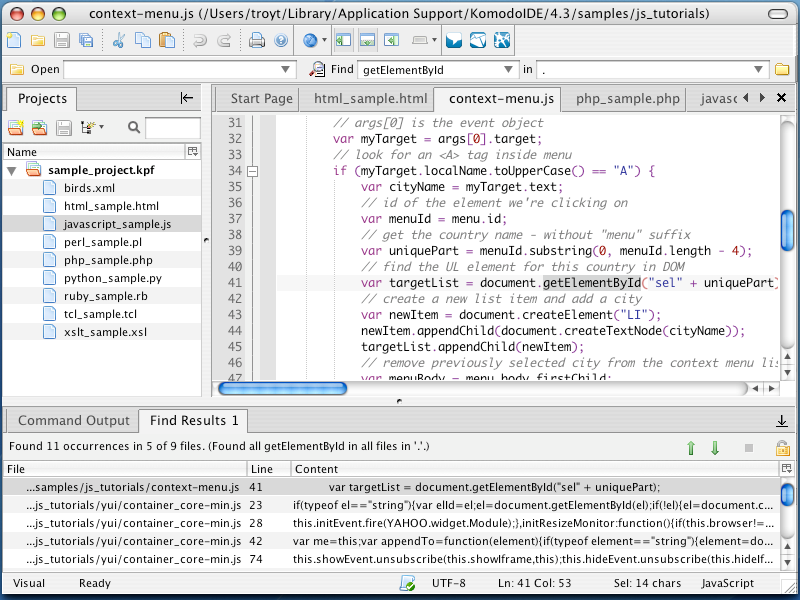 context-menu.js (/Users/troyt/Library/Application Support/KomodoIDE/4.3/samples/js_tutorials)
Open Find getElementById in .
Projects
Start Page html_sample.html context-menu.js php_sample.php javasc
Name
sample_project.kpf
birds.xml
html_sample.html
javascript_sample.js
perl_sample.pl
php_sample.php
python_sample.py
ruby_sample.rb
tcl_sample.tcl
xslt_sample.xsl
31 // args[0] is the event object
32 var myTarget = args[0].target;
33 // look for an <A> tag inside menu
34 if (myTarget.localName.toUpperCase() == "A") {
35 var cityName = myTarget.text;
36 // id of the element we're clicking on
37 var menuId = menu.id;
38 // get the country name - without "menu" suffix
39 var uniquePart = menuId.substring(0, menuId.length - 4);
40 // find the UL element for this country in DOM
41 var targetList = document.getElementById("sel" + uniquePart)
42 // create a new list item and add a city
43 var newItem = document.createElement("LI");
44 newItem.appendChild(document.createTextNode(cityName));
45 targetList.appendChild(newItem);
46 // remove previously selected city from the context menu lis
47 var menuBody = menu.body.firstChild;
Command Output Find Results 1
Found 11 occurrences in 5 of 9 files. (Found all getElementById in all files in '.'.)
File Line Content
...samples/js_tutorials/context-menu.js 41 var targetList = document.getElementById("sel" + uniquePart);
...js_tutorials/yui/container_core-min.js 23 if(typeof el=="string"){var elId=el;el=document.getElementById(el);if(!el){el=document.c...
...js_tutorials/yui/container_core-min.js 28 this.initEvent.fire(YAHOO.widget.Module);},initResizeMonitor:function(){if(this.browser!=...
...js_tutorials/yui/container_core-min.js 42 var me=this;var appendTo=function(element){if(typeof element=="string"){element=do...
...js_tutorials/yui/container_core-min.js 74 this.showEvent.unsubscribe(this.showIframe,this);this.hideEvent.unsubscribe(this.hideIf...
Visual Ready UTF-8 Ln: 41 Col: 53 Sel: 14 chars JavaScript